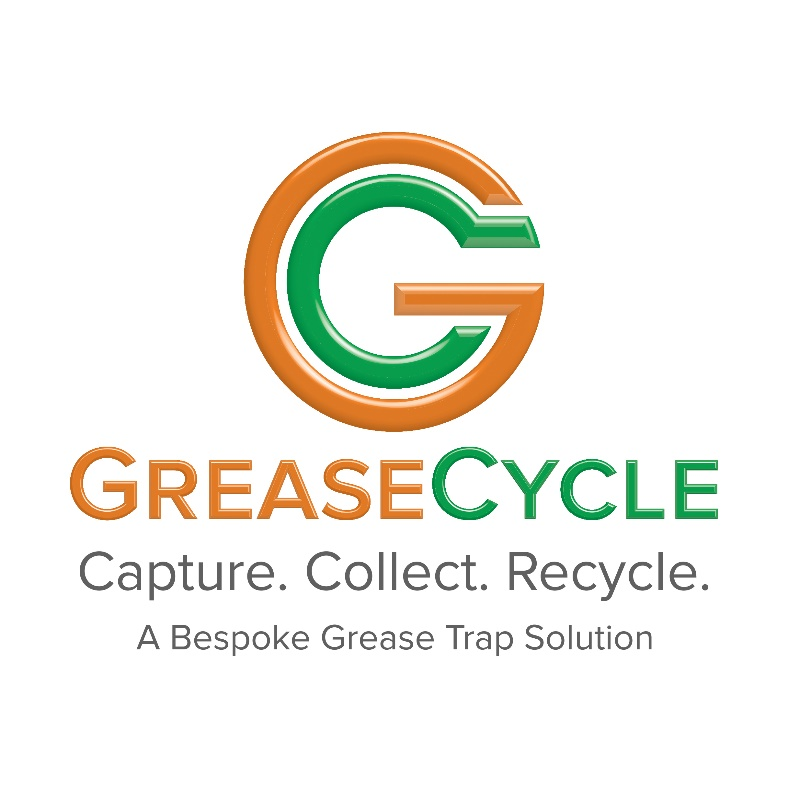 GREASECYCLE
Capture. Collect. Recycle.
A Bespoke Grease Trap Solution